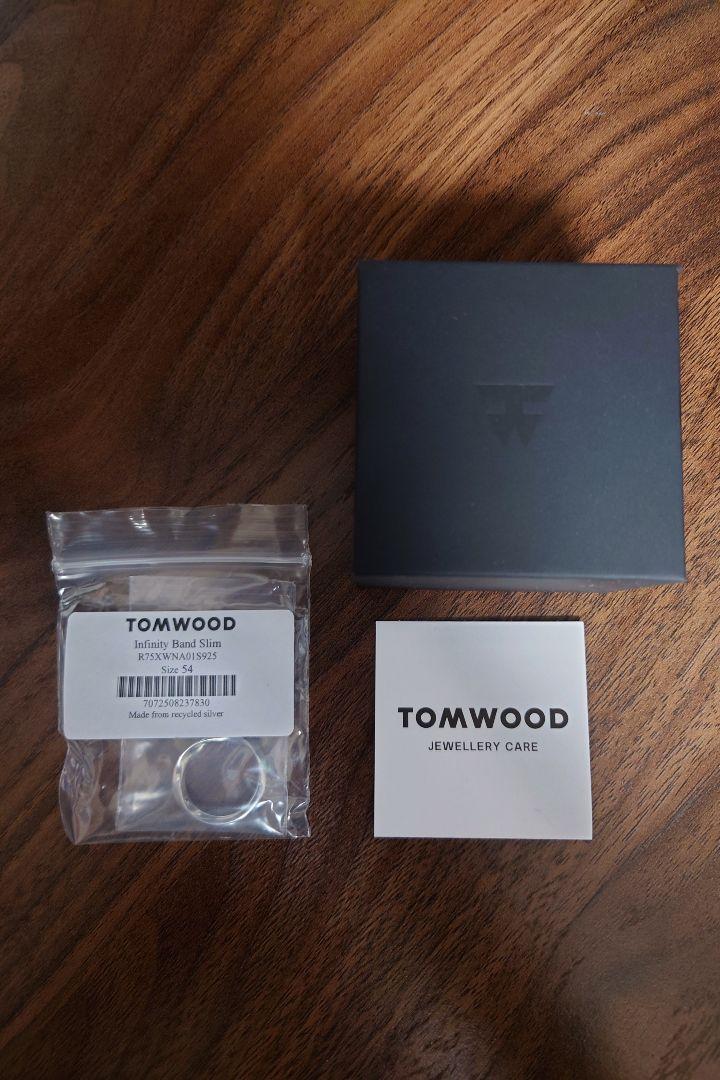 TOMWOOD
Infinity Band Slim
R75XWNA01S925
Size 54
7072508237830
Made from recycled silver
TOMWOOD
JEWELLERY CARE